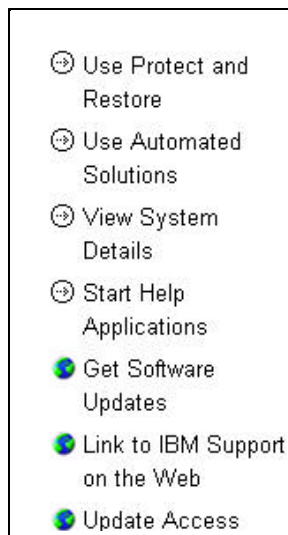 Use Protect and
Restore
Use Automated
Solutions
View System
Details
Start Help
Applications
Get Software
Updates
Link to IBM Support
on the Web
Update Access